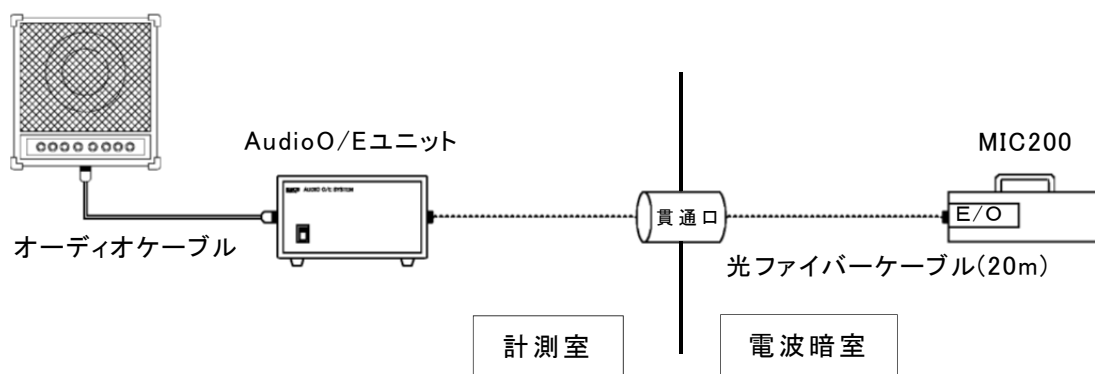 AudioO/Eユニット
MIC200
AUDIO O/E SYSTEM
貫通口
E/O
オーディオケーブル
光ファイバーケーブル(20m)
計測室
電波暗室